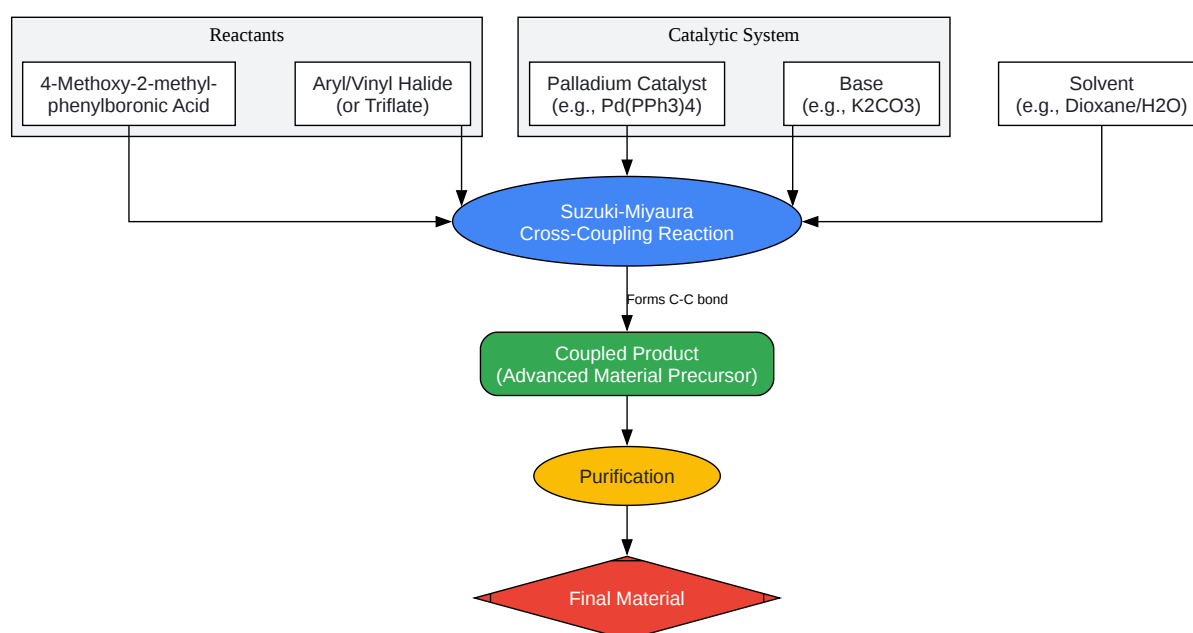 Reactants
Catalytic System
4-Methoxy-2-methyl-
phenylboronic Acid
Aryl/Vinyl Halide
(or Triflate)
Palladium Catalyst
(e.g., Pd(PPh3)4)
Base
(e.g., K2CO3)
Solvent
(e.g., Dioxane/H2O)
Suzuki-Miyaura
Cross-Coupling Reaction
Forms C-C bond
Coupled Product
(Advanced Material Precursor)
Purification
Final Material